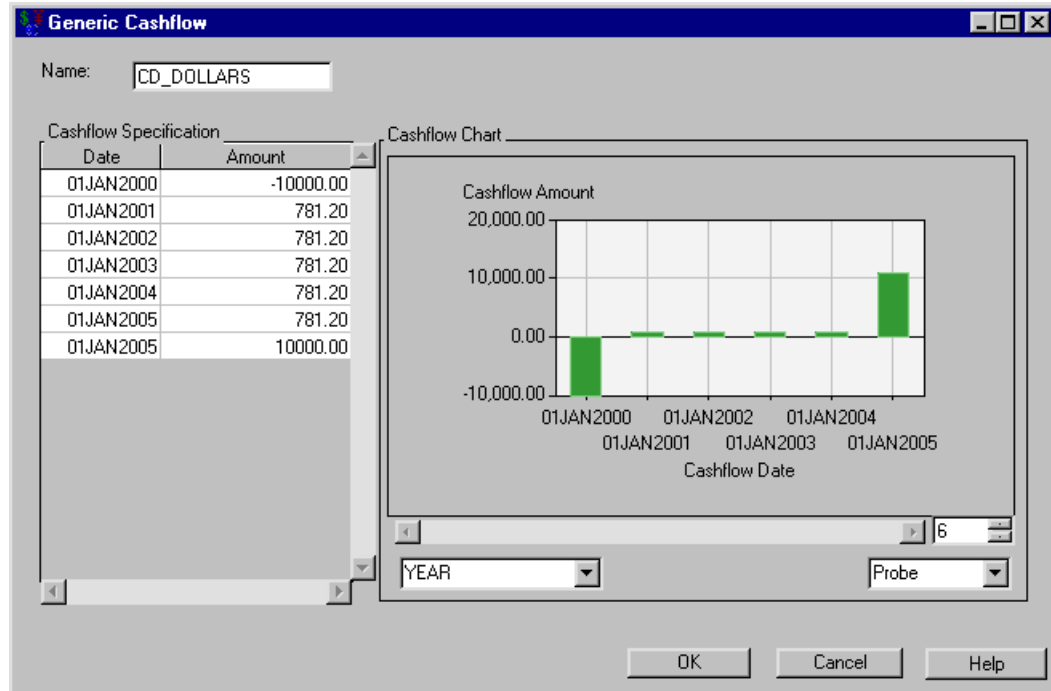 Generic Cashflow
Name: CD_DOLLARS
Cashflow Specification
Date Amount
01JAN2000 -10000.00
01JAN2001 781.20
01JAN2002 781.20
01JAN2003 781.20
01JAN2004 781.20
01JAN2005 781.20
01JAN2005 10000.00
Cashflow Chart
Cashflow Amount
20,000.00
10,000.00
0.00
-10,000.00
01JAN2000 01JAN2002 01JAN2004
01JAN2001 01JAN2003 01JAN2005
Cashflow Date
6
YEAR Probe
OK Cancel Help